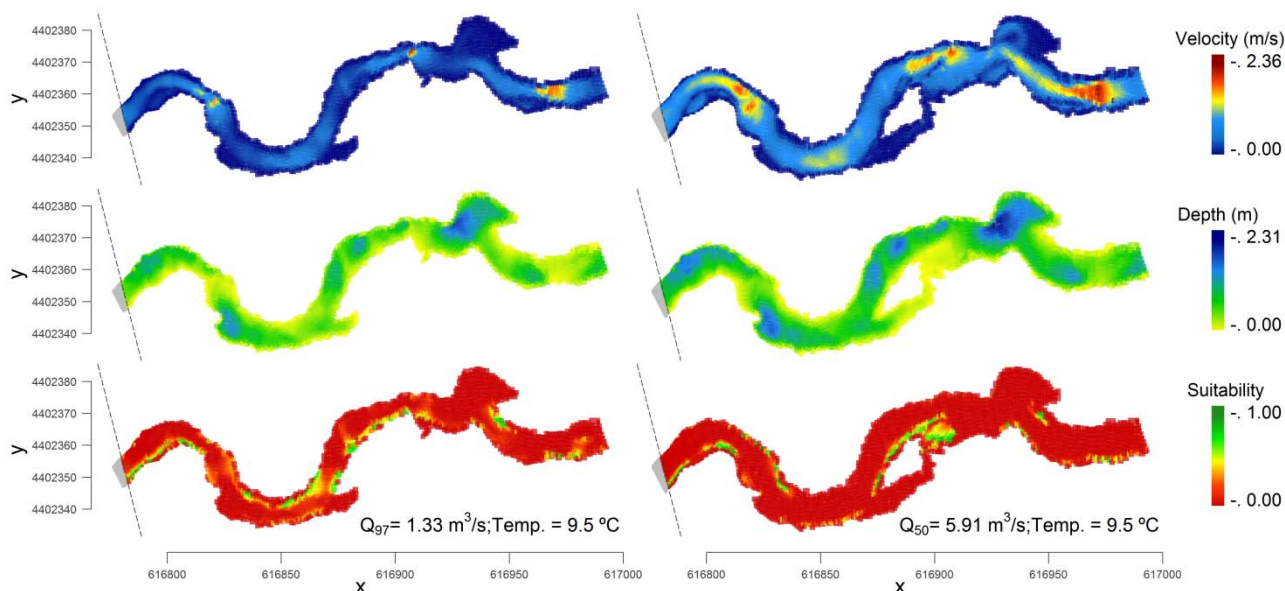 Velocity (m/s)
-. 2.36
-. 0.00
y
4402380
4402370
4402360
4402350
4402340
Depth (m)
-. 2.31
-. 0.00
y
4402380
4402370
4402360
4402350
4402340
Suitability
-. 1.00
-. 0.00
y
4402380
4402370
4402360
4402350
4402340
Q97= 1.33 m³/s;Temp. = 9.5 ºC
Q50= 5.91 m³/s;Temp. = 9.5 ºC
616800 616850 616900 616950 617000
616800 616850 616900 616950 617000
x
x